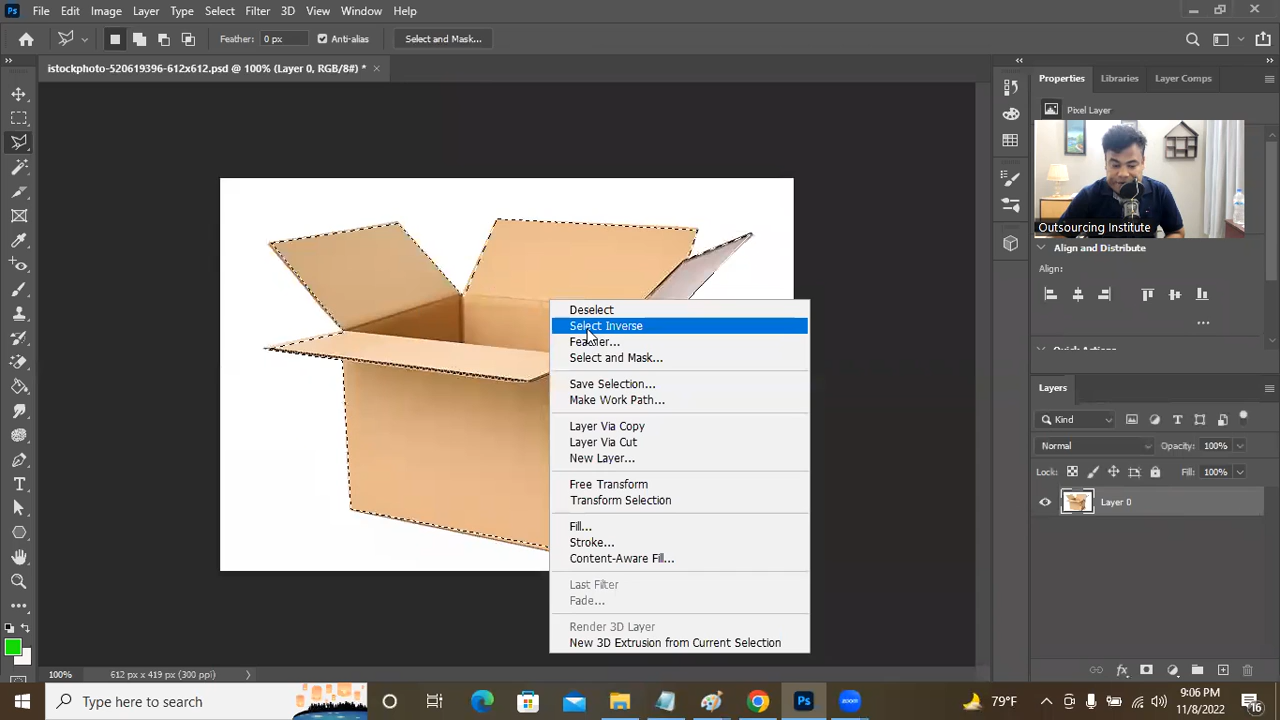 Ps File Edit Image Layer Type Select Filter 3D View Window Help
Feather: 0 px Anti-alias Select and Mask...
istockphoto-520619396-612x612.psd @ 100% (Layer 0, RGB/8#) * ×
Properties Libraries Layer Comps
Pixel Layer
Outsourcing Institute
Align and Distribute
Align:
Deselect
Select Inverse
Feather...
Select and Mask...
Save Selection...
Make Work Path...
Layer Via Copy
Layer Via Cut
New Layer...
Free Transform
Transform Selection
Fill...
Stroke...
Content-Aware Fill...
Last Filter
Fade...
Render 3D Layer
New 3D Extrusion from Current Selection
Layers
Kind
Normal Opacity: 100%
Lock: Fill: 100%
Layer 0
100% 612 px x 419 px (300 ppi)
Type here to search
Ps
zoom
79°F
9:06 PM
11/8/2022
16